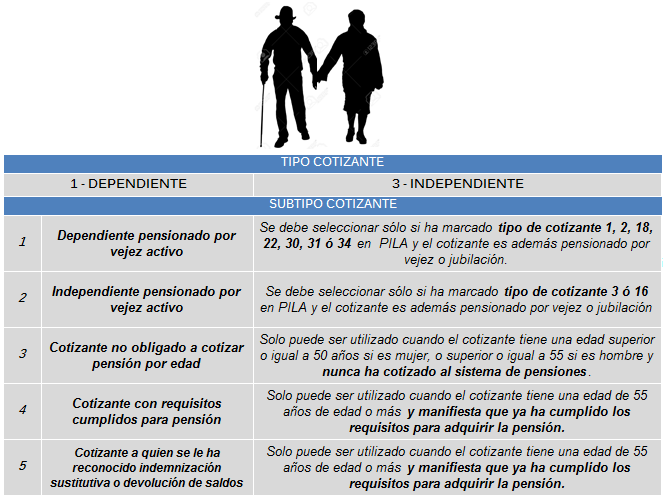 TIPO COTIZANTE
1 - DEPENDIENTE
3 - INDEPENDIENTE
SUBTIPO COTIZANTE
1
Dependiente pensionado por
vejez activo
Se debe seleccionar sólo si ha marcado tipo de cotizante 1, 2, 18,
22, 30, 31 ó 34 en PILA y el cotizante es además pensionado por
vejez o jubilación.
2
Independiente pensionado por
vejez activo
Se debe seleccionar sólo si ha marcado tipo de cotizante 3 ó 16
en PILA y el cotizante es además pensionado por vejez o jubilación
3
Cotizante no obligado a cotizar
pensión por edad
Solo puede ser utilizado cuando el cotizante tiene una edad superior
o igual a 50 años si es mujer, o superior o igual a 55 si es hombre y
nunca ha cotizado al sistema de pensiones.
4
Cotizante con requisitos
cumplidos para pensión
Solo puede ser utilizado cuando el cotizante tiene una edad de 55
años de edad o más y manifiesta que ya ha cumplido los
requisitos para adquirir la pensión.
5
Cotizante a quien se le ha
reconocido indemnización
sustitutiva o devolución de saldos
Solo puede ser utilizado cuando el cotizante tiene una edad de 55
años de edad o más y manifiesta que ya ha cumplido los
requisitos para adquirir la pensión.